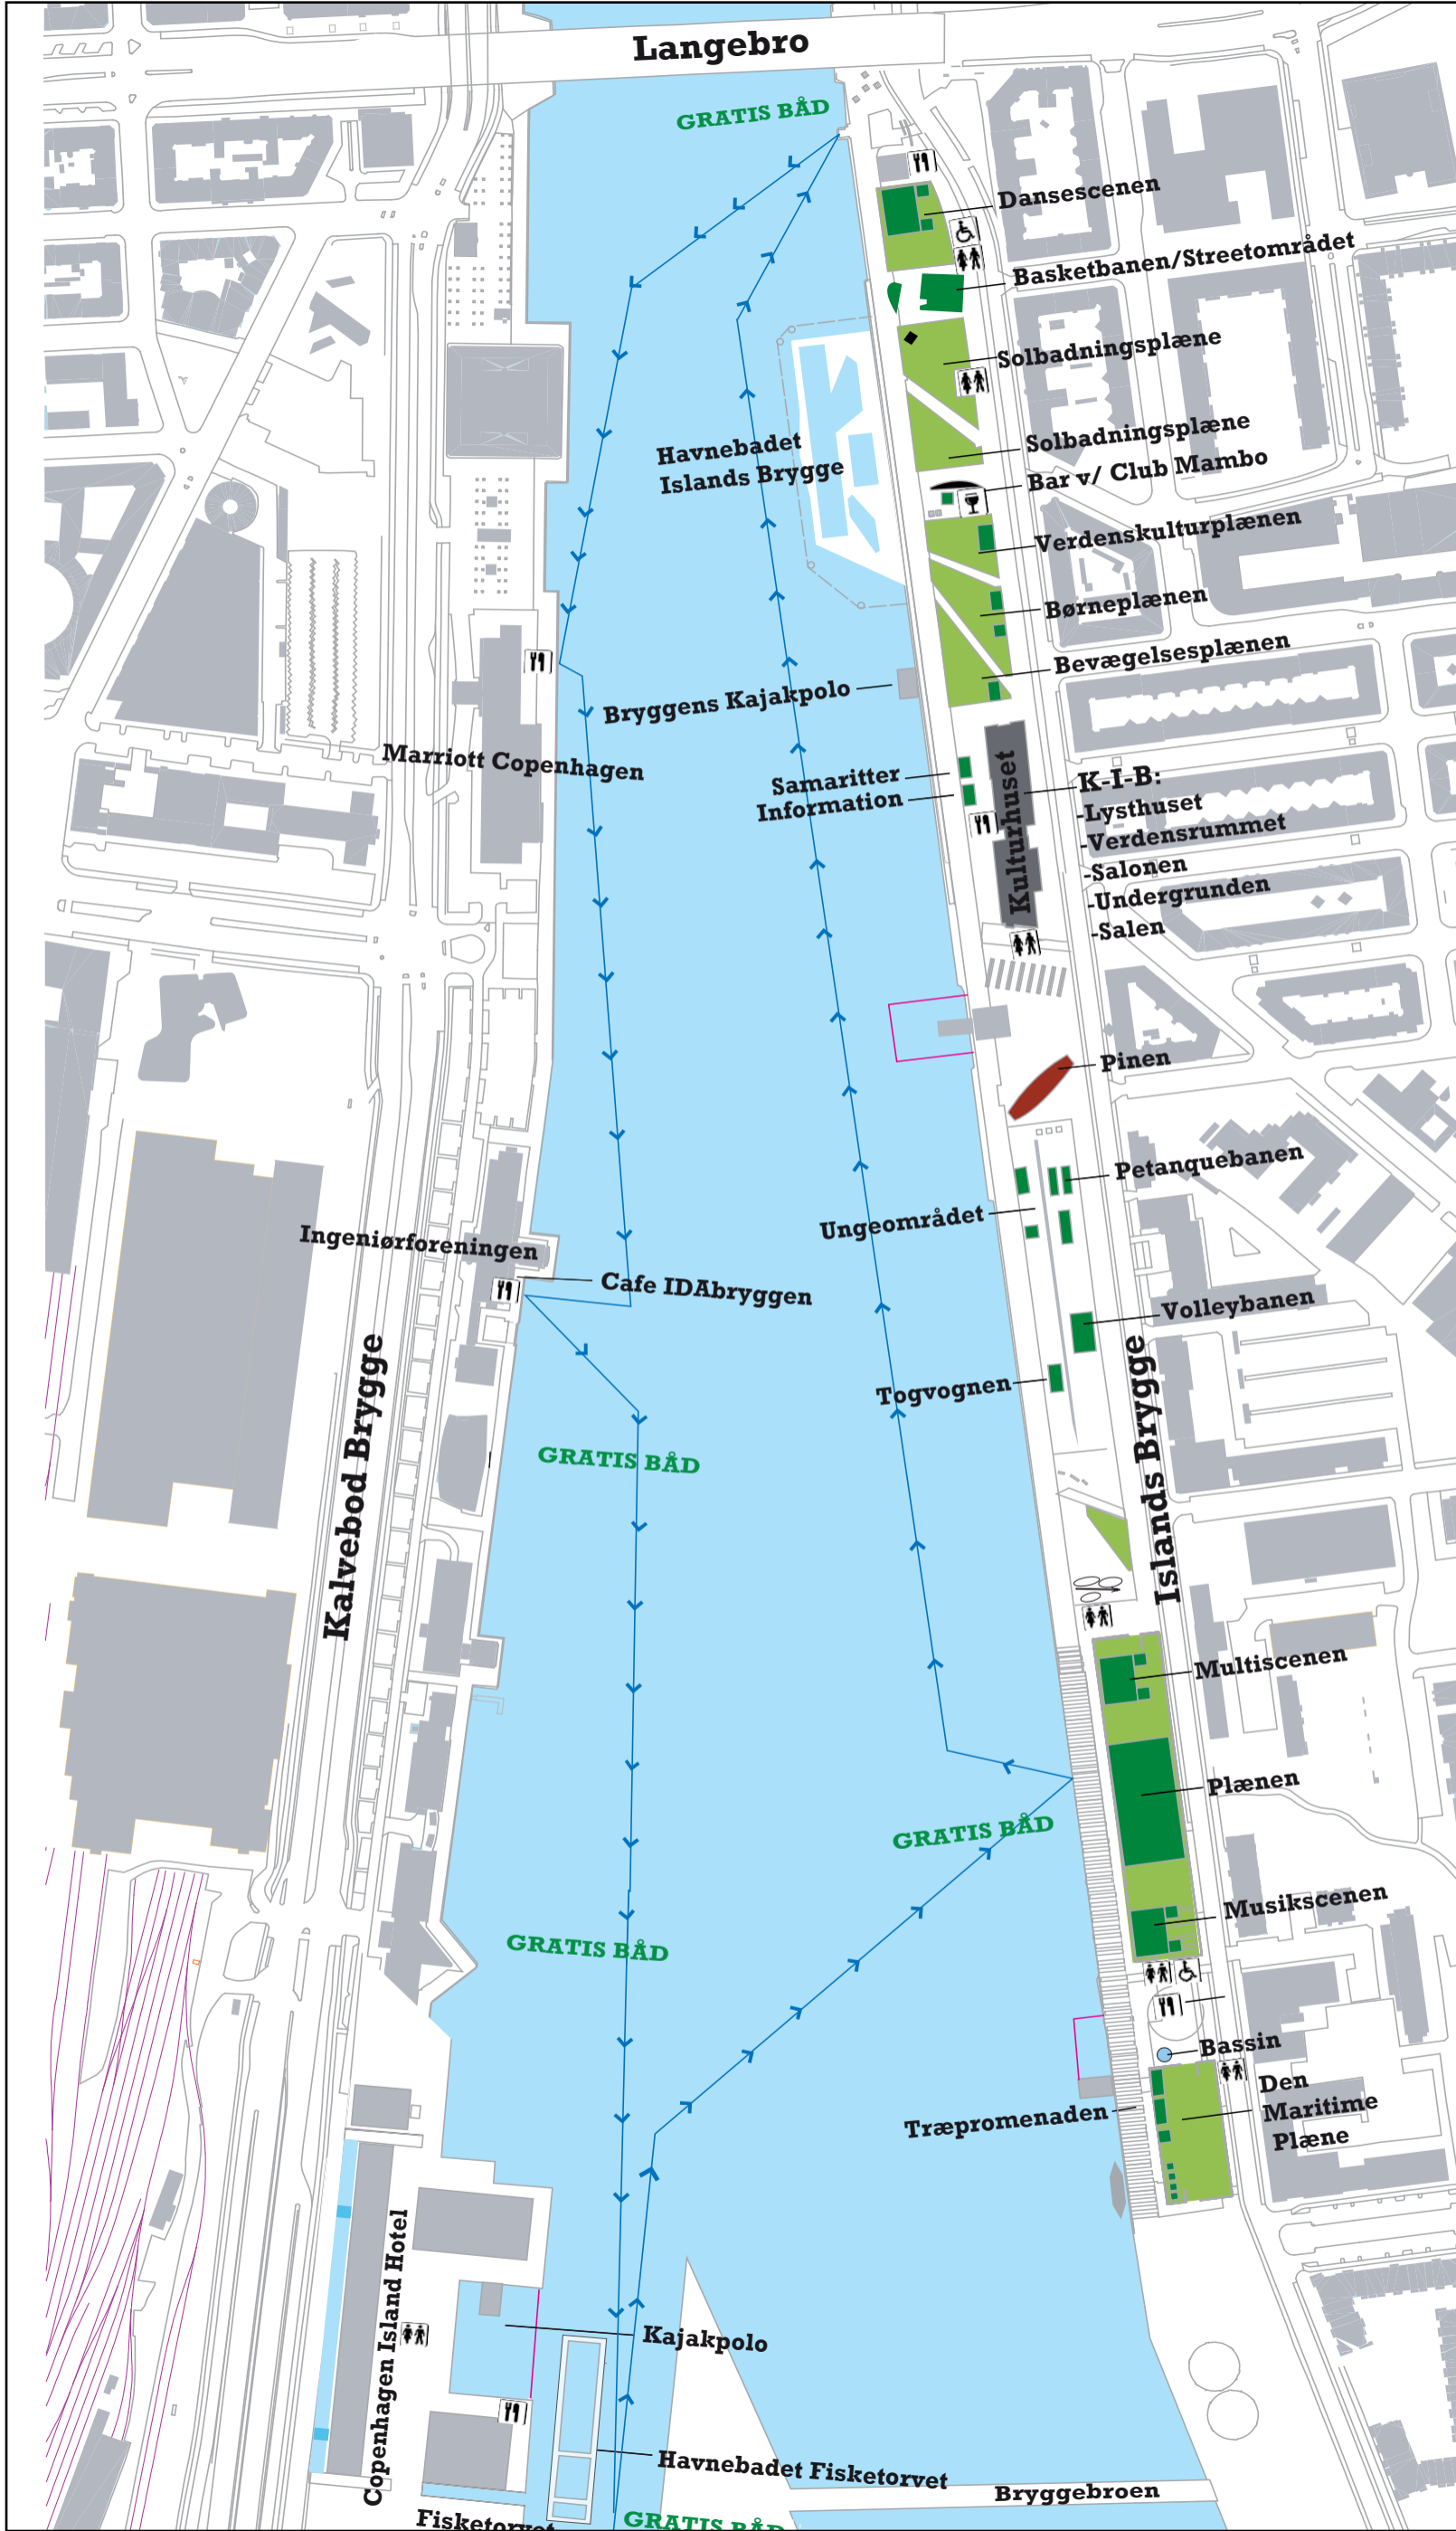 Langebro
GRATIS BÅD
Dansescenen
Basketbanen/Streetområdet
Solbadningsplæne
Havnebadet
Islands Brygge
Solbadningsplæne
Bar v/ Club Mambo
Verdenskulturplænen
Børneplænen
Bevægelsesplænen
Bryggens Kajakpolo
Marriott Copenhagen
Samaritter
Information
Kulturhuset
K-I-B:
-Lysthuset
-Verdensrummet
-Salonen
-Undergrunden
-Salen
Pinen
Petanquebanen
Ungeområdet
Ingeniørforeningen
Cafe IDAbryggen
Volleybanen
Togvognen
Kalvebod Brygge
Islands Brygge
GRATIS BÅD
Multiscenen
Plænen
GRATIS BÅD
Musikscenen
GRATIS BÅD
Bassin
Den
Maritime
Plæne
Træpromenaden
Copenhagen Island Hotel
Kajakpolo
Havnebadet Fisketorvet
Bryggebroen
Fisketorvet
GRATIS BÅD